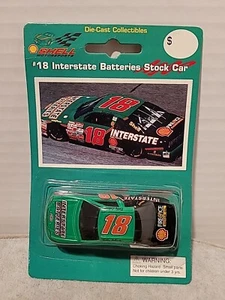 Die-Cast Collectibles
$
SHELL
#18 Interstate Batteries Stock Car
18
18
INTERSTATE
18
INTERSTATE
⚠WARNING:
Choking Hazard-Small parts.
Not for children under 3 yrs.